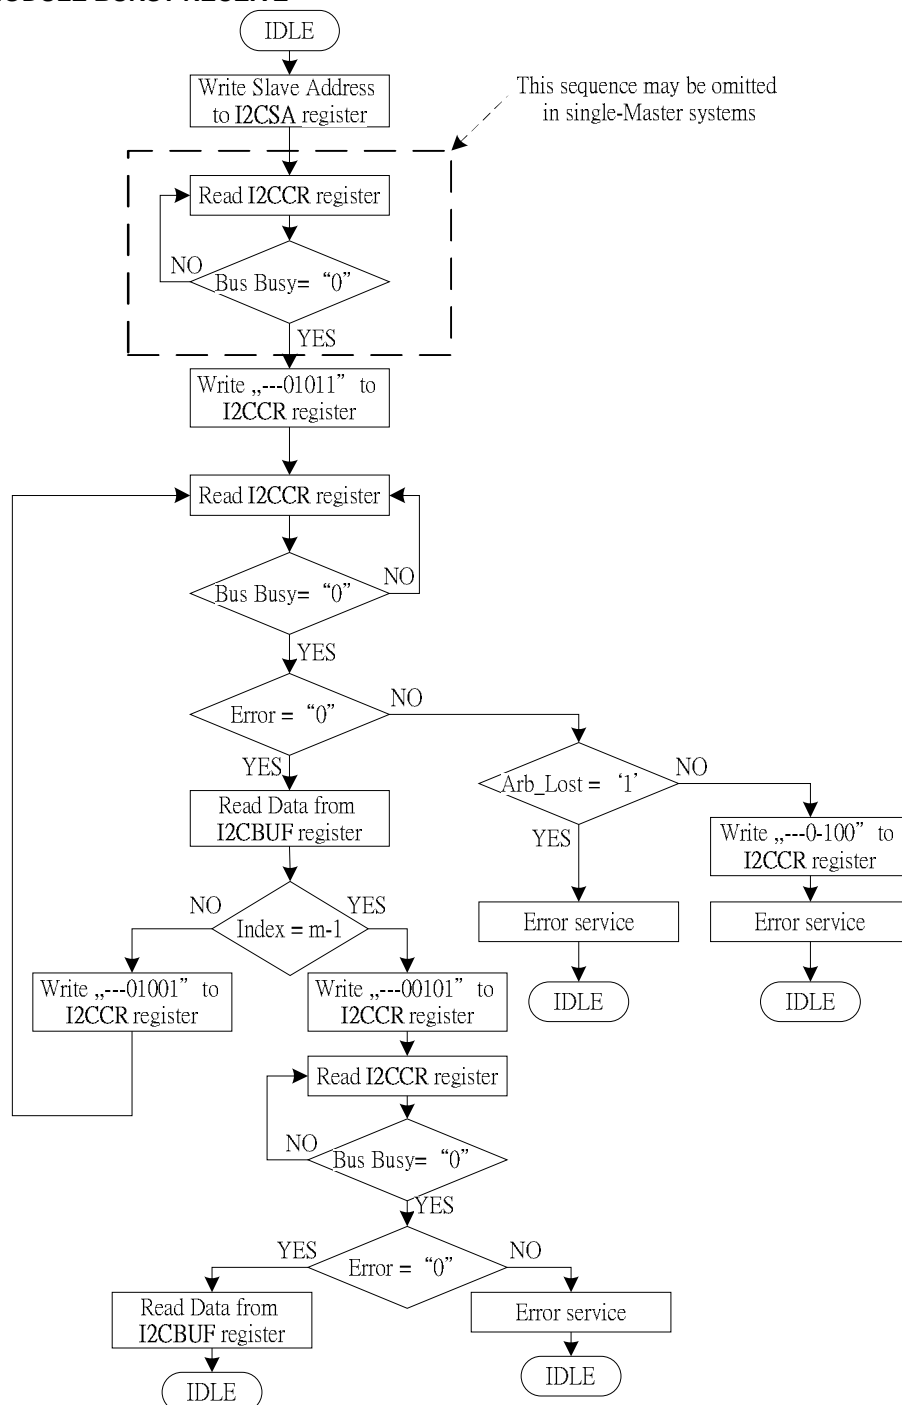 IDLE
Write Slave Address
to I2CSA register
This sequence may be omitted
in single-Master systems
Read I2CCR register
NO
Bus Busy= “0”
YES
Write „---01011” to
I2CCR register
Read I2CCR register
Bus Busy= “0”
NO
YES
Error = “0”
NO
YES
Arb_Lost = ‘1’
NO
Read Data from
I2CBUF register
YES
Write „---0-100” to
I2CCR register
NO
YES
Index = m-1
Error service
Error service
Write „---01001” to
I2CCR register
Write „---00101” to
I2CCR register
IDLE
IDLE
Read I2CCR register
NO
Bus Busy= “0”
YES
YES
Error = “0”
NO
Read Data from
I2CBUF register
Error service
IDLE
IDLE